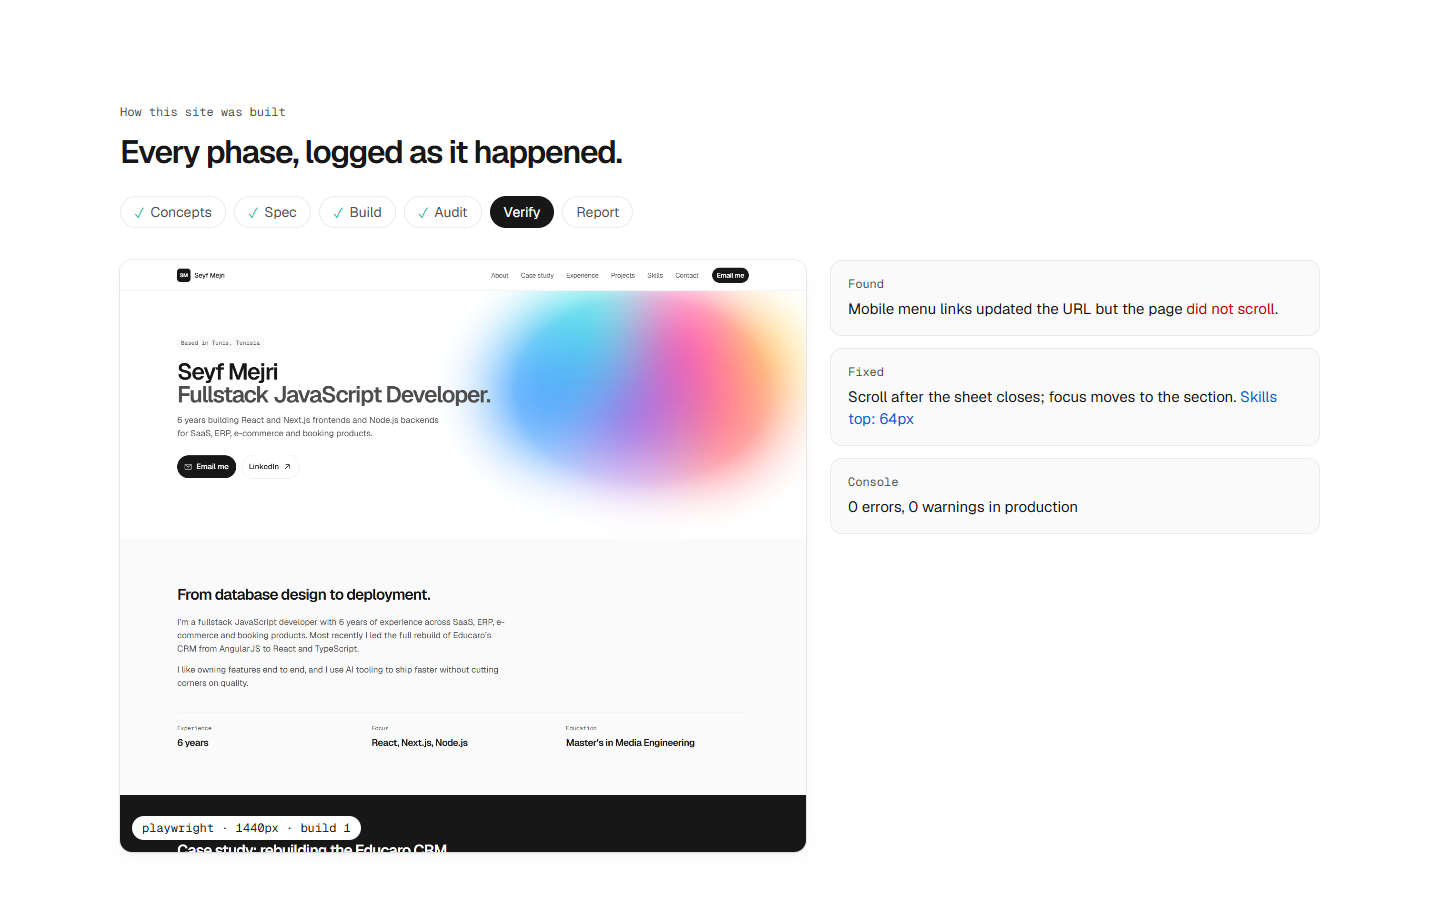 How this site was built
Every phase, logged as it happened.
✓ Concepts
✓ Spec
✓ Build
✓ Audit
Verify
Report
SM Seyf Mejri
About
Case study
Experience
Projects
Skills
Contact
Email me
Based in Tunis, Tunisia
Seyf Mejri
Fullstack JavaScript Developer.
6 years building React and Next.js frontends and Node.js backends
for SaaS, ERP, e-commerce and booking products.
Email me
LinkedIn ↗
From database design to deployment.
I'm a fullstack JavaScript developer with 6 years of experience across SaaS, ERP, e-
commerce and booking products. Most recently I led the full rebuild of Educaro's
CRM from AngularJS to React and TypeScript.
I like owning features end to end, and I use AI tooling to ship faster without cutting
corners on quality.
Experience
6 years
Focus
React, Next.js, Node.js
Education
Master's in Media Engineering
playwright · 1440px · build 1
Case study: rebuilding the Educaro CRM
Found
Mobile menu links updated the URL but the page did not scroll.
Fixed
Scroll after the sheet closes; focus moves to the section. Skills
top: 64px
Console
0 errors, 0 warnings in production